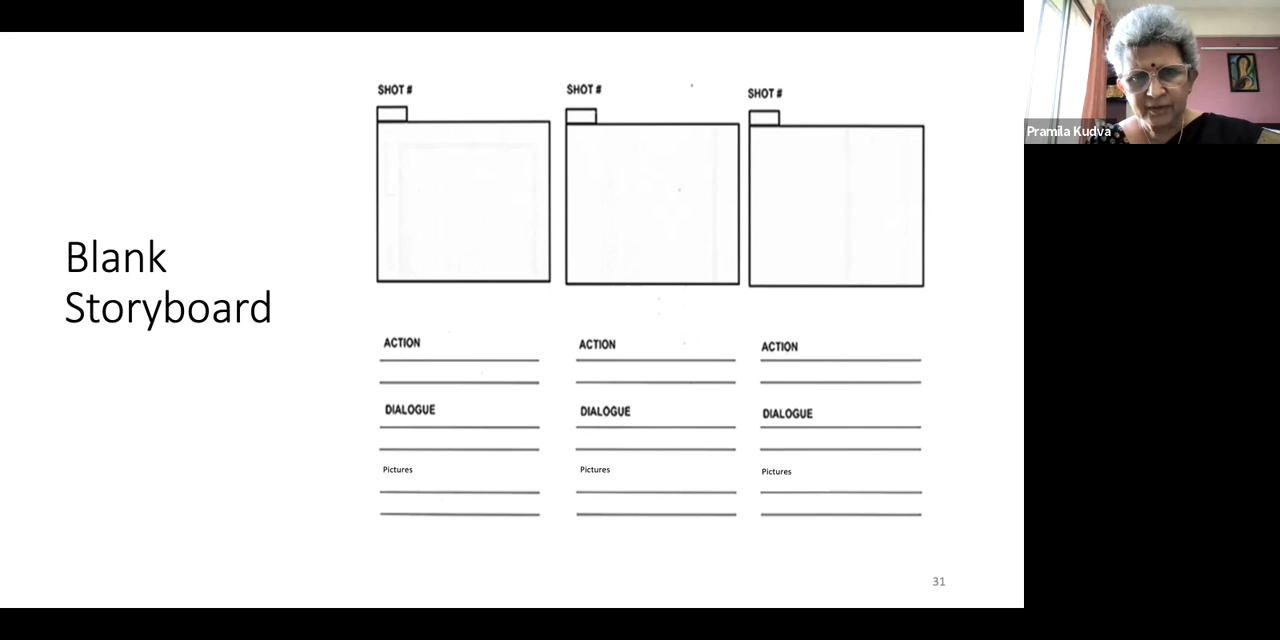 Blank
Storyboard
SHOT #
SHOT #
SHOT #
ACTION
ACTION
ACTION
DIALOGUE
DIALOGUE
DIALOGUE
Pictures
Pictures
Pictures
31
Pramila Kudva